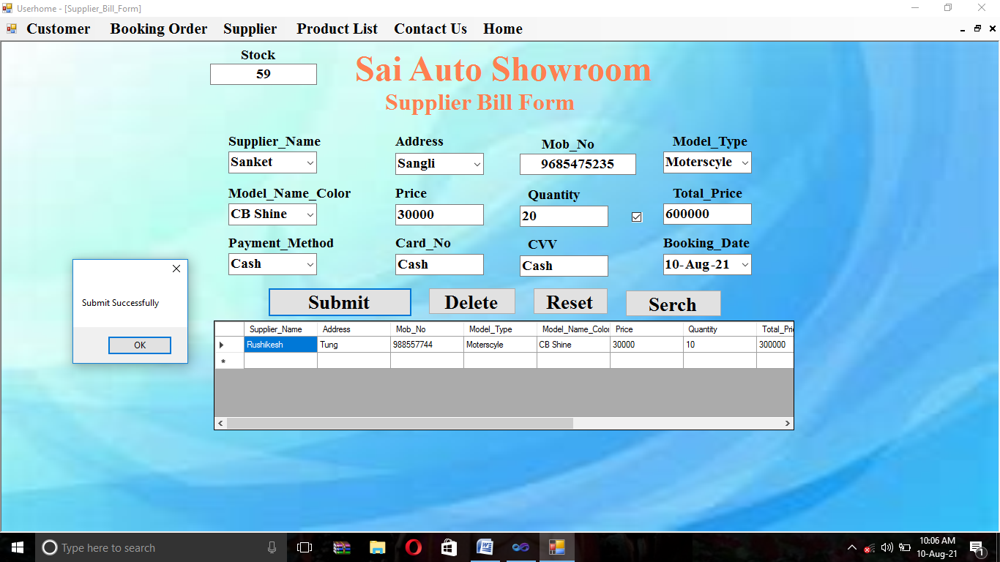 Userhome - [Supplier_Bill_Form]
Customer Booking Order Supplier Product List Contact Us Home
Stock
59
Sai Auto Showroom
Supplier Bill Form
Supplier_Name Address Mob_No Model_Type
Sanket Sangli 9685475235 Moterscyle
Model_Name_Color Price Quantity Total_Price
CB Shine 30000 20 600000
Payment_Method Card_No CVV Booking_Date
Cash Cash Cash 10-Aug-21
Submit Successfully
OK
Submit Delete Reset Serch
Supplier_Name Address Mob_No Model_Type Model_Name_Color Price Quantity Total_Pri
Rushikesh Tung 988557744 Moterscyle CB Shine 30000 10 300000
Type here to search
10:06 AM
10-Aug-21
1